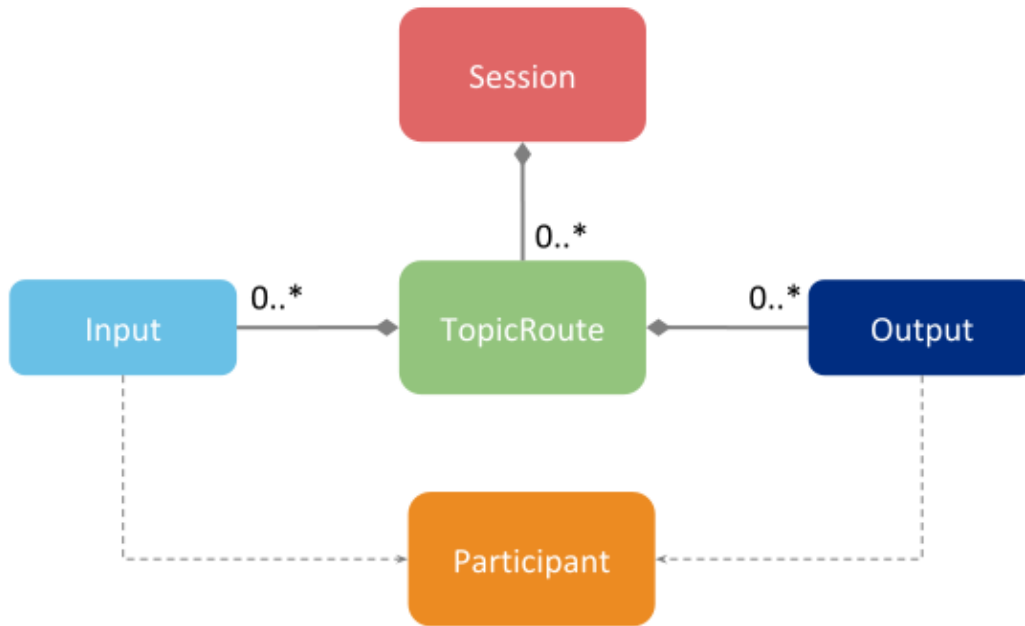 Session
0..*
0..*
0..*
Input
TopicRoute
Output
Participant